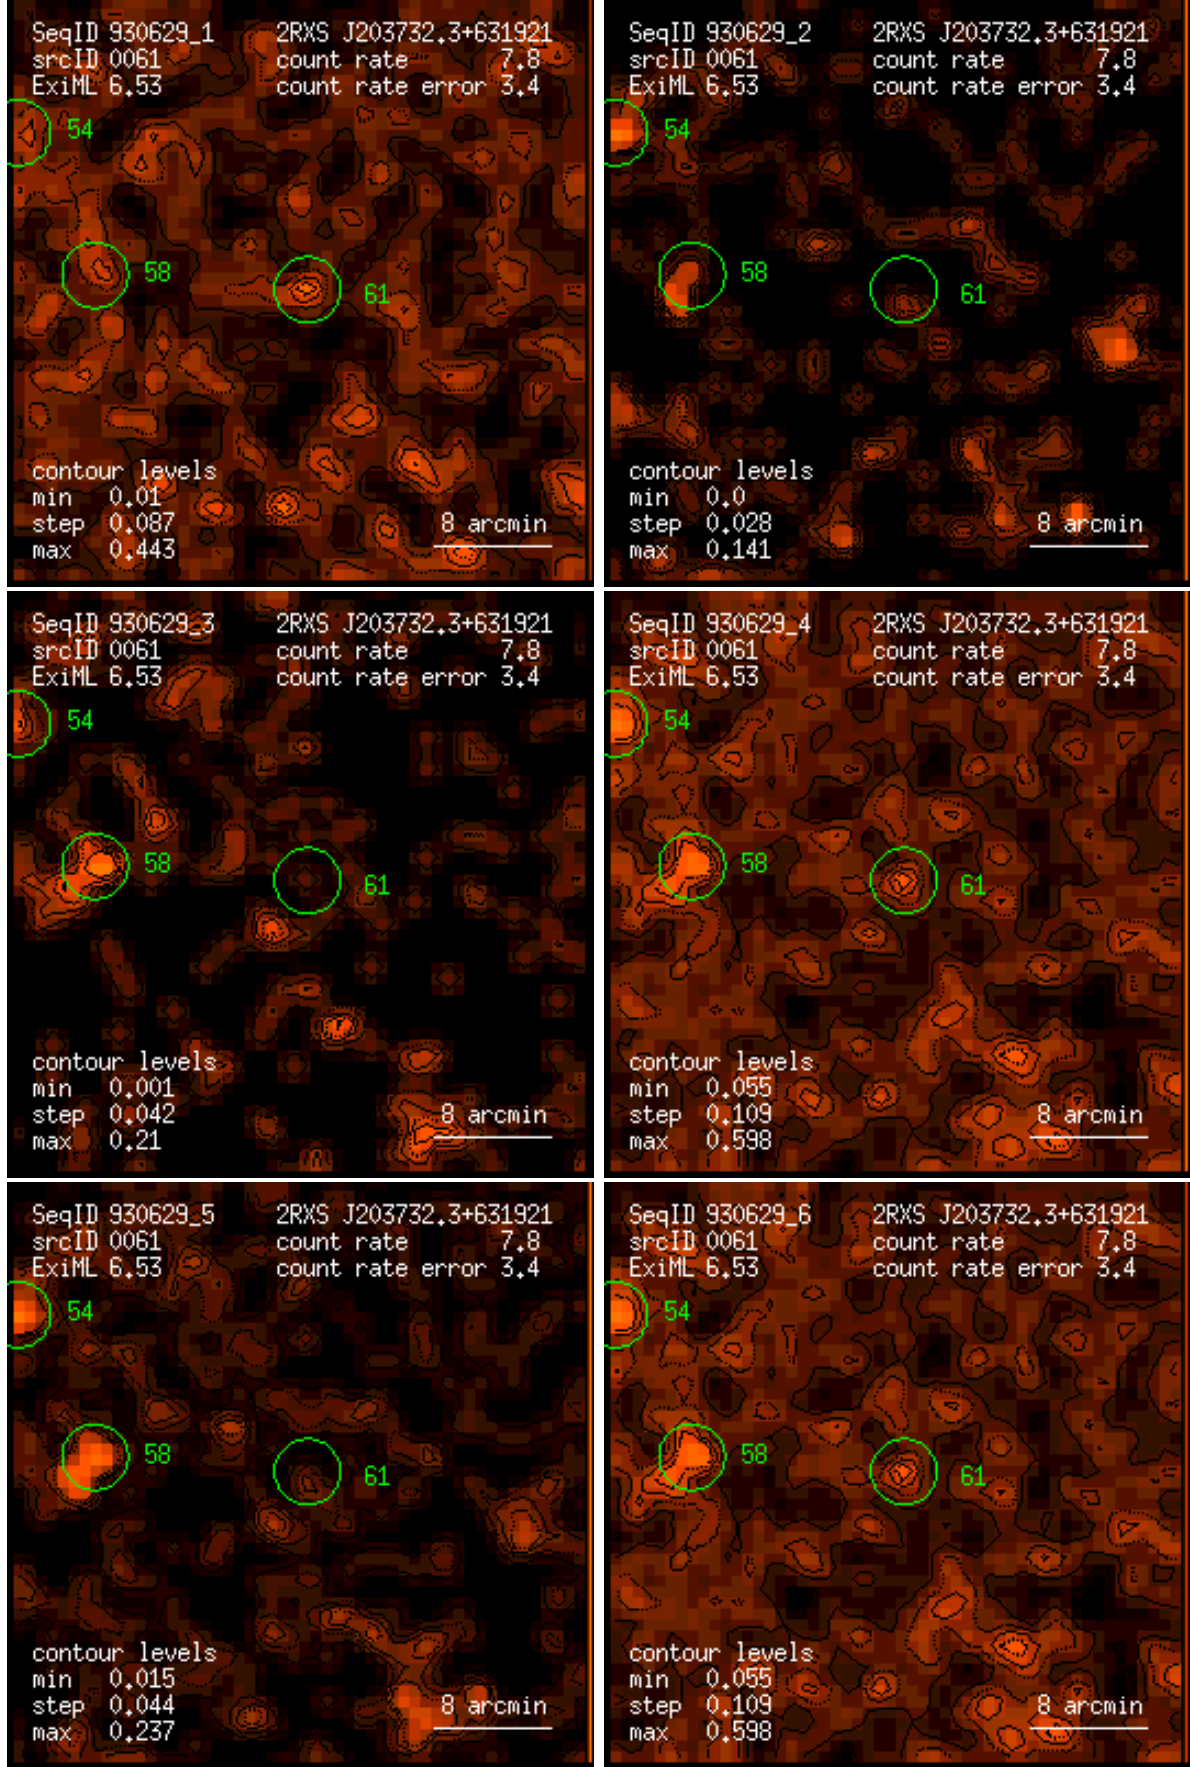 SeqID 930629_1 2RXS J203732.3+631921
srcID 0061 count rate 7.8
ExiML 6.53 count rate error 3.4
54
58
61
contour levels
min 0.01
step 0.087 8 arcmin
max 0.443
SeqID 930629_2 2RXS J203732.3+631921
srcID 0061 count rate 7.8
ExiML 6.53 count rate error 3.4
54
58
61
contour levels
min 0.0
step 0.028 8 arcmin
max 0.141
SeqID 930629_3 2RXS J203732.3+631921
srcID 0061 count rate 7.8
ExiML 6.53 count rate error 3.4
54
58
61
contour levels
min 0.001
step 0.042 8 arcmin
max 0.21
SeqID 930629_4 2RXS J203732.3+631921
srcID 0061 count rate 7.8
ExiML 6.53 count rate error 3.4
54
58
61
contour levels
min 0.055
step 0.109 8 arcmin
max 0.598
SeqID 930629_5 2RXS J203732.3+631921
srcID 0061 count rate 7.8
ExiML 6.53 count rate error 3.4
54
58
61
contour levels
min 0.015
step 0.044 8 arcmin
max 0.237
SeqID 930629_6 2RXS J203732.3+631921
srcID 0061 count rate 7.8
ExiML 6.53 count rate error 3.4
54
58
61
contour levels
min 0.055
step 0.109 8 arcmin
max 0.598